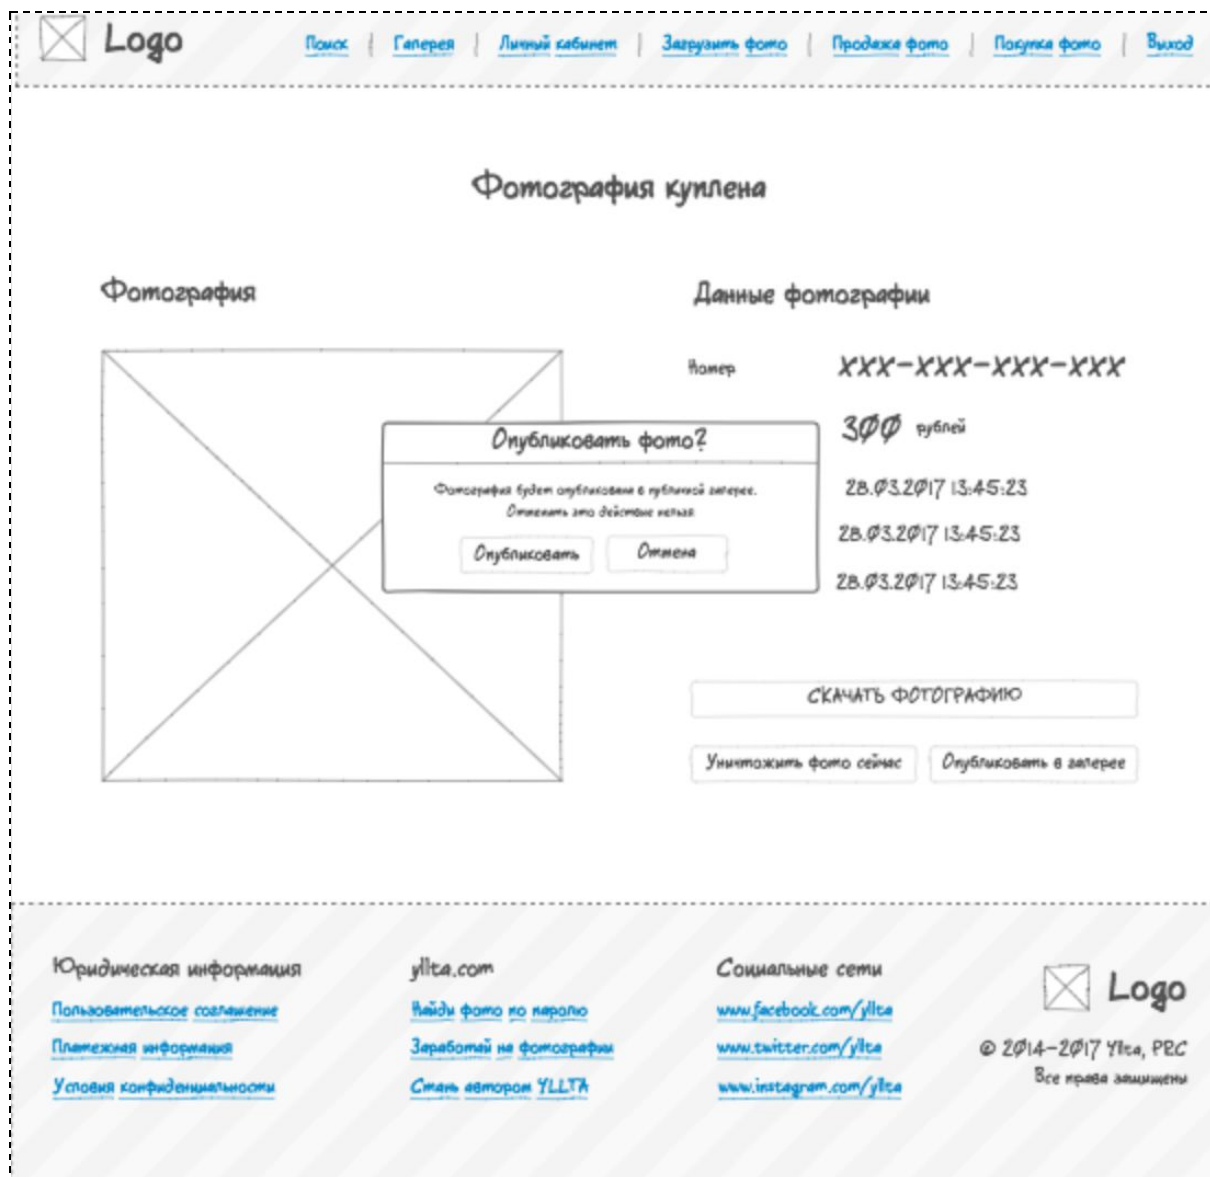 Logo
Поиск | Галерея | Личный кабинет | Загрузить фото | Продажа фото | Покупка фото | Выход
Фотография куплена
Фотография
Данные фотографии
Номер
XXX-XXX-XXX-XXX
300 рублей
28.03.2017 13:45:23
28.03.2017 13:45:23
28.03.2017 13:45:23
Опубликовать фото?
Фотография будет опубликована в публичной галерее.
Отменить это действие нельзя
Опубликовать
Отмена
СКАЧАТЬ ФОТОГРАФИЮ
Уничтожить фото сейчас
Опубликовать в галерее
Юридическая информация
Пользовательское соглашение
Платежная информация
Условия конфиденциальности
yllta.com
Найди фото по паролю
Заработай на фотографии
Стань автором YLLTA
Социальные сети
www.facebook.com/yllta
www.twitter.com/yllta
www.instagram.com/yllta
Logo
© 2014-2017 Yllta, PRC
Все права защищены